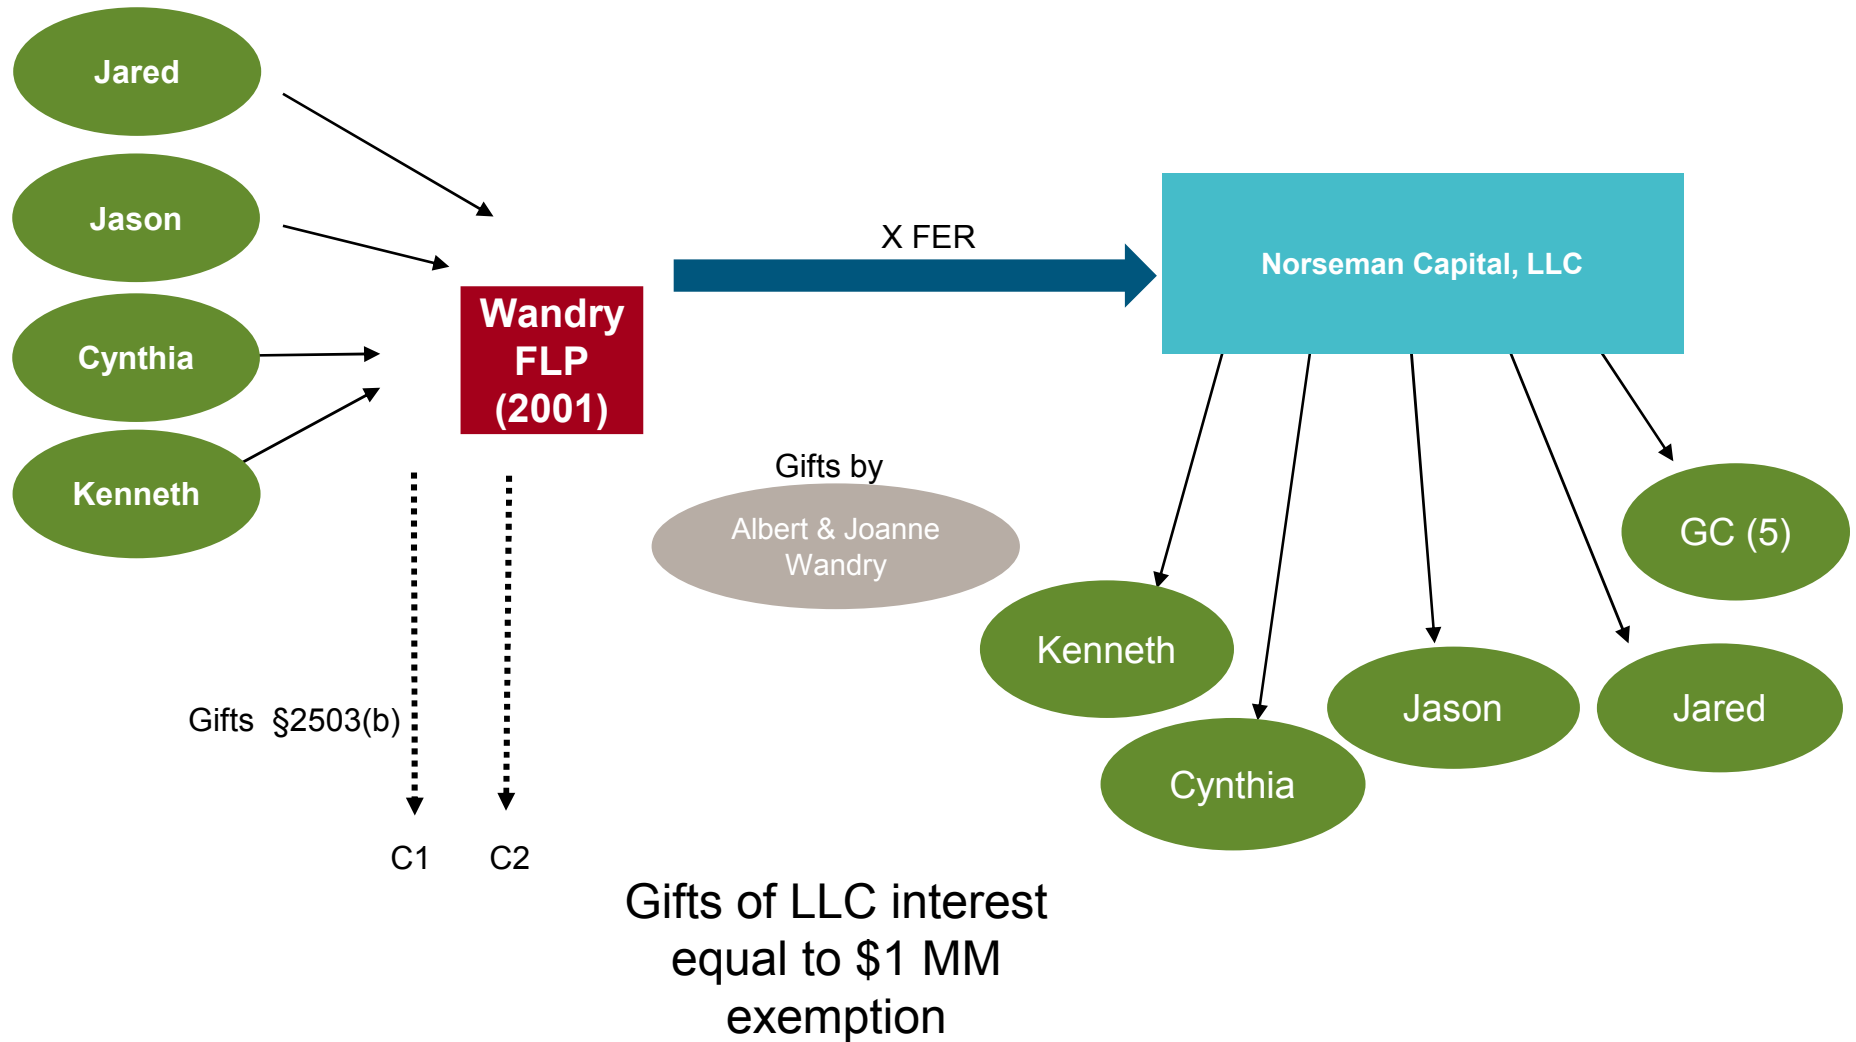 Jared
Jason
Cynthia
Kenneth
Wandry
FLP
(2001)
X FER
Norseman Capital, LLC
Gifts by
Albert & Joanne
Wandry
GC (5)
Kenneth
Cynthia
Jason
Jared
Gifts  §2503(b)
C1
C2
Gifts of LLC interest
equal to $1 MM
exemption